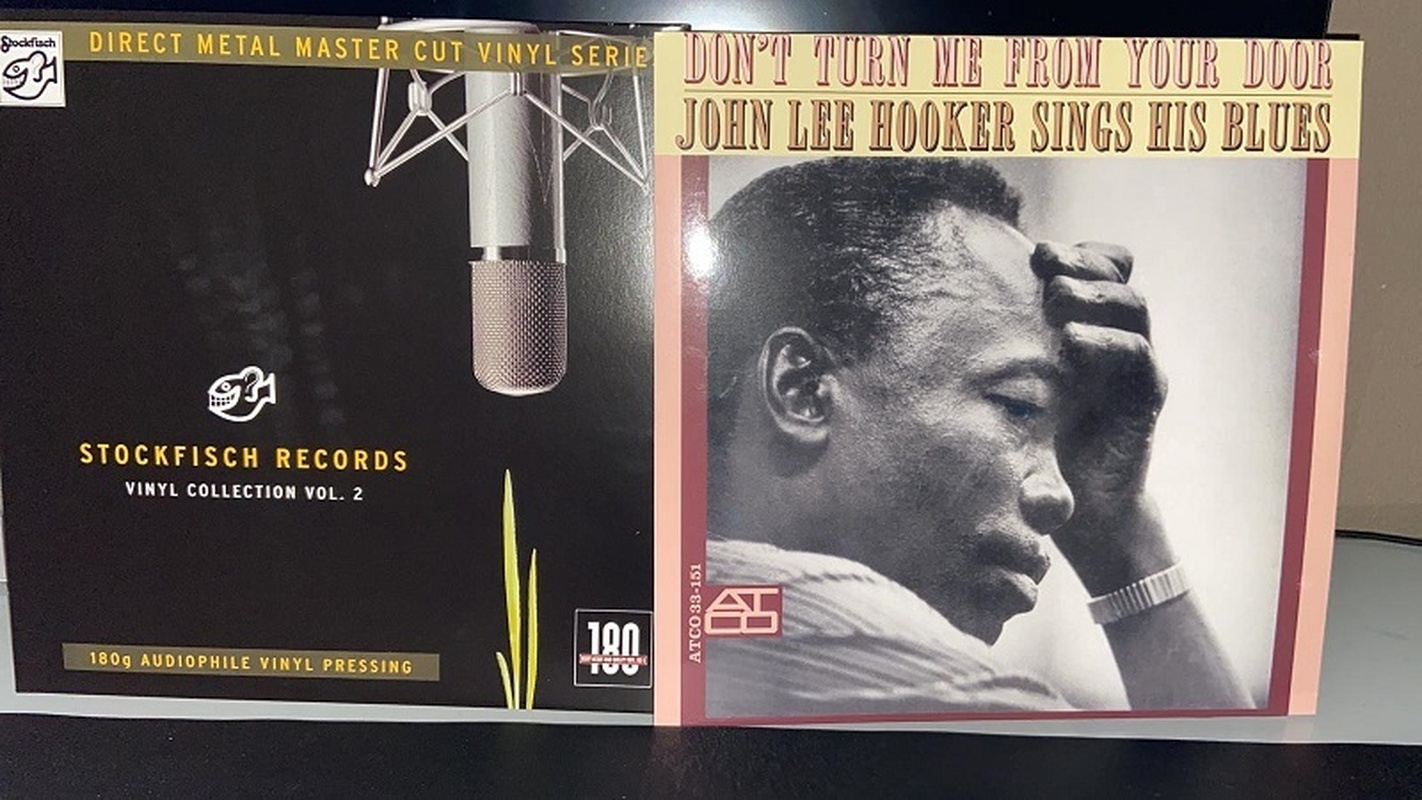 Stockfisch
DIRECT METAL MASTER CUT VINYL SERIE
STOCKFISCH RECORDS
VINYL COLLECTION VOL. 2
180g AUDIOPHILE VINYL PRESSING
180
DON'T TURN ME FROM YOUR DOOR
JOHN LEE HOOKER SINGS HIS BLUES
ATCO 33-151
ATCO